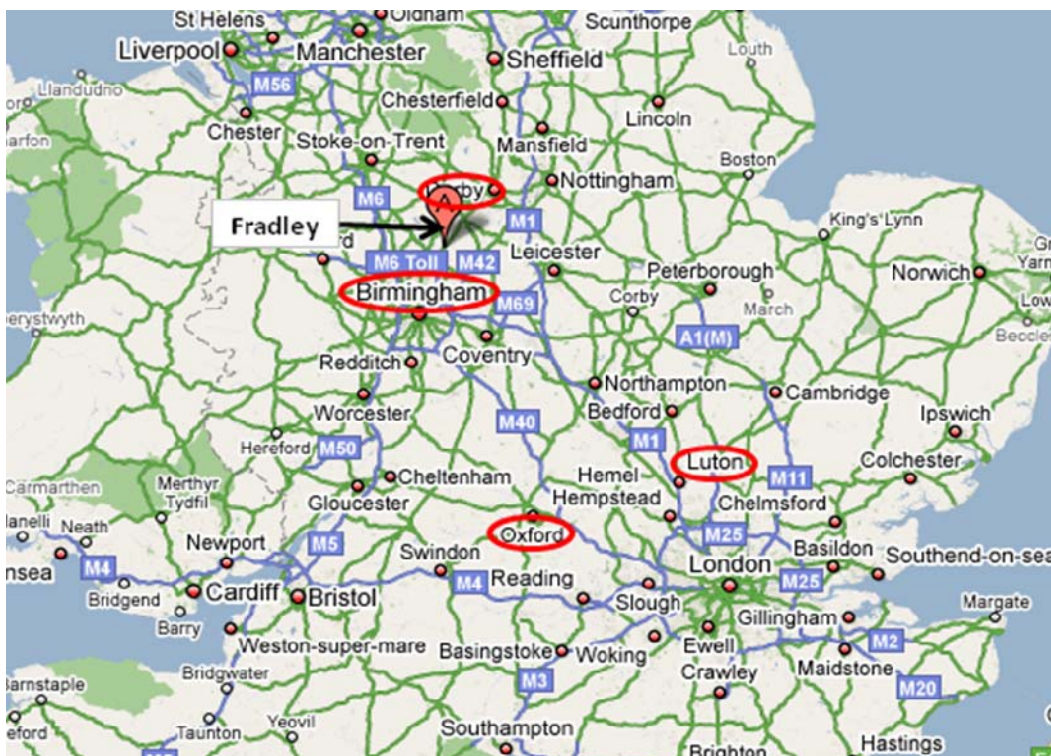 St Helens
Oldham
Scunthorpe
Liverpool
Manchester
Sheffield
Louth
M56
Llandudno
Chesterfield
Lincoln
Chester
Stoke-on-Trent
Mansfield
Boston
M6
Derby
Nottingham
Fradley
M1
King's Lynn
M6 Toll
M42
Leicester
Peterborough
Norwich
Birmingham
M69
Corby
March
Coventry
A1(M)
Redditch
Northampton
Cambridge
Worcester
Bedford
Ipswich
M40
Hereford
M50
M1
Luton
Colchester
Cheltenham
Hemel
Hempstead
M11
Carmarthen
Merthyr
Tydfil
Gloucester
Chelmsford
Neath
Oxford
M25
Newport
M5
Swindon
Basildon
Southend-on-sea
M4
M4
Reading
London
M25
Bridgend
Cardiff
Bristol
Slough
Gillingham
Margate
Barry
Weston-super-mare
Basingstoke
Woking
Ewell
M2
Bridgwater
Crawley
Maidstone
M3
M20
Barnstaple
Taunton
Yeovil
Southampton
Brighton
Hastings